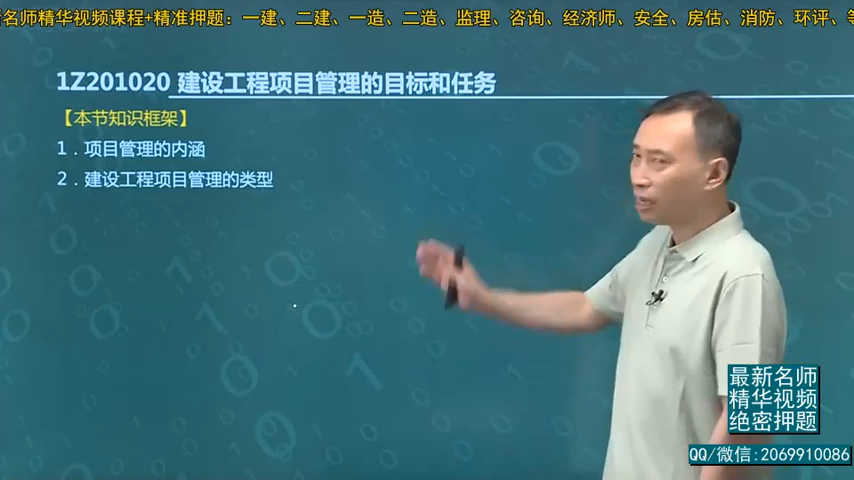 新名师精华视频课程+精准押题：一建、二建、一造、二造、监理、咨询、经济师、安全、房估、消防、环评、等
1Z201020 建设工程项目管理的目标和任务
【本节知识框架】
1．项目管理的内涵
2．建设工程项目管理的类型
最新名师
精华视频
绝密押题
QQ/微信:2069910086